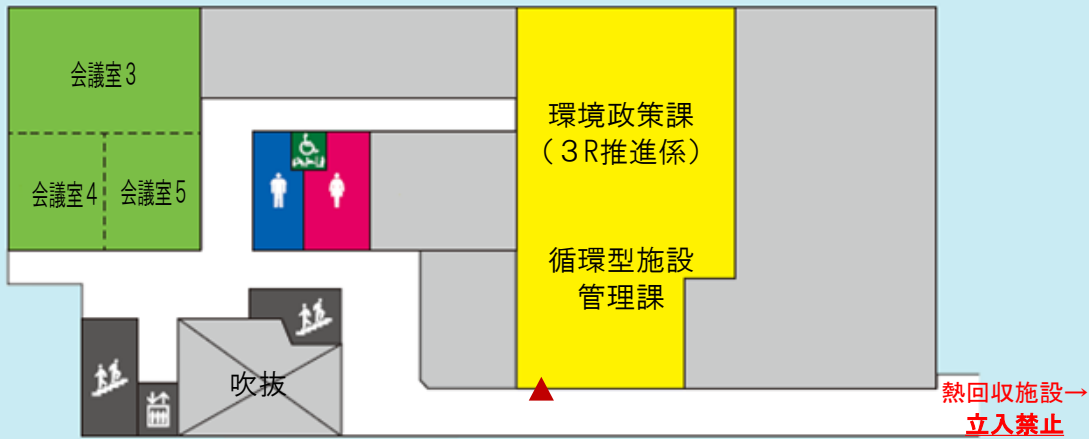 会議室3
会議室4
会議室5
環境政策課
(3R推進係)
循環型施設
管理課
吹抜
熱回収施設→
立入禁止